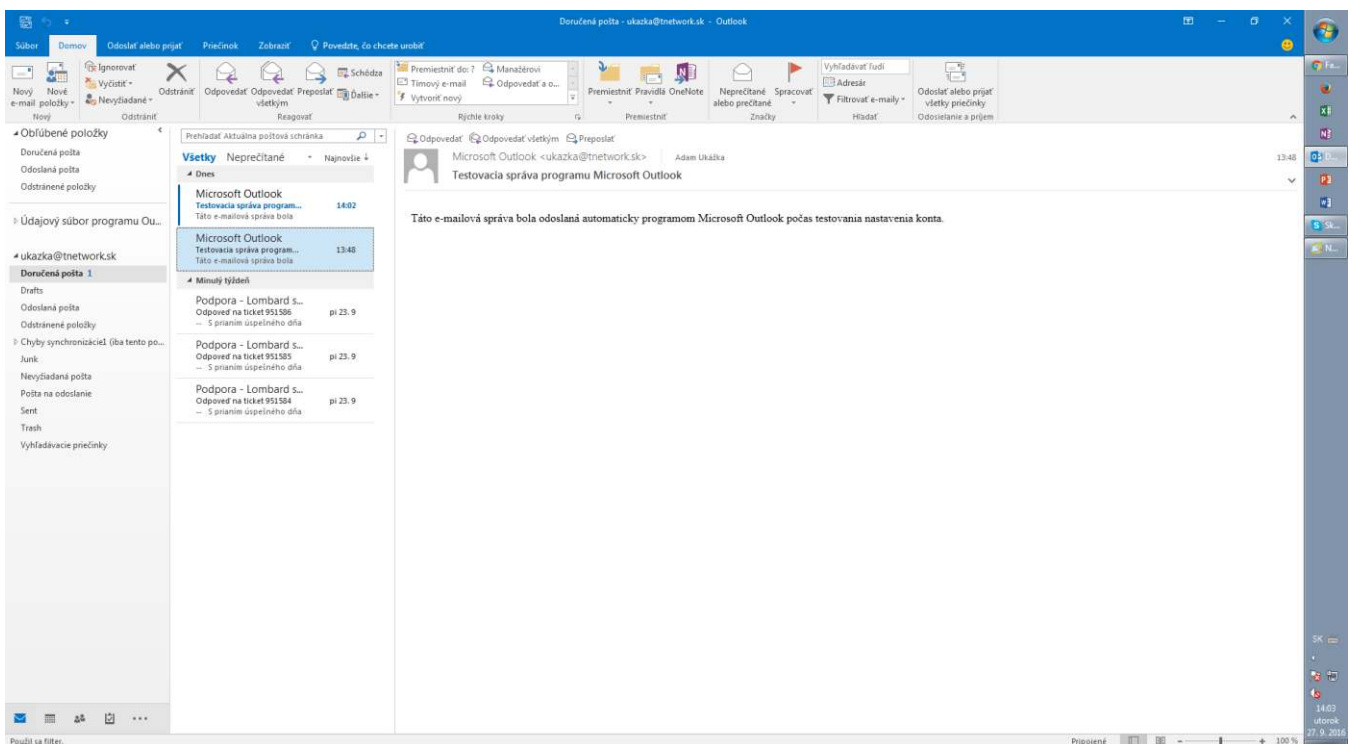 Doručená pošta - ukazka@tnetwork.sk - Outlook
Súbor Domov Odoslať alebo prijať Priečinok Zobraziť Povedzte, čo chcete urobiť
Nový e-mail
Nové položky
Nový
Ignorovať
Vyčistiť
Nevyžiadané
Odstrániť
Odstrániť
Odpovedať
Odpovedať všetkým
Preposlať
Schôdza
Ďalšie
Reagovať
Premiestniť do: ?
Tímový e-mail
Vytvoriť nový
Manažérovi
Odpovedať a o...
Rýchle kroky
Premiestniť
Pravidlá
OneNote
Premiestniť
Neprečítané alebo prečítané
Spracovať
Značky
Vyhľadávať ľudí
Adresár
Filtrovať e-maily
Hľadať
Odoslať alebo prijať všetky priečinky
Odosielanie a príjem
Obľúbené položky
Doručená pošta
Odoslaná pošta
Odstránené položky
Údajový súbor programu Ou...
ukazka@tnetwork.sk
Doručená pošta 1
Drafts
Odoslaná pošta
Odstránené položky
Chyby synchronizácie1 (iba tento po...
Junk
Nevyžiadaná pošta
Pošta na odoslanie
Sent
Trash
Vyhľadávacie priečinky
Prehľadať Aktuálna poštová schránka
Všetky Neprečítané Najnovšie
Dnes
Microsoft Outlook
Testovacia správa program... 14:02
Táto e-mailová správa bola
Microsoft Outlook
Testovacia správa program... 13:48
Táto e-mailová správa bola
Minulý týždeň
Podpora - Lombard s...
Odpoveď na ticket 951586 pi 23. 9
-- S prianim úspešného dňa
Podpora - Lombard s...
Odpoveď na ticket 951585 pi 23. 9
-- S prianim úspešného dňa
Podpora - Lombard s...
Odpoveď na ticket 951584 pi 23. 9
-- S prianim úspešného dňa
Odpovedať Odpovedať všetkým Preposlať
Microsoft Outlook <ukazka@tnetwork.sk> Adam Ukážka 13:48
Testovacia správa programu Microsoft Outlook
Táto e-mailová správa bola odoslaná automaticky programom Microsoft Outlook počas testovania nastavenia konta.
Fa...
Sk...
N...
SK
14:03
utorok
27. 9. 2016
Použil sa filter.
Pripojené
100 %